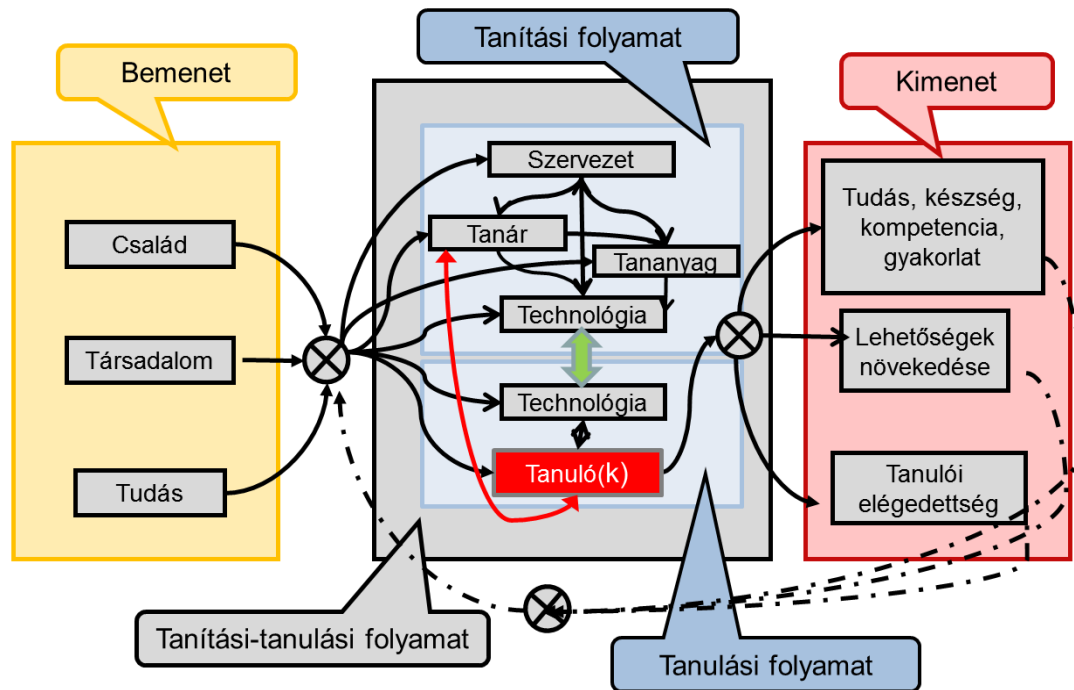 Tanítási folyamat
Bemenet
Kimenet
Szervezet
Tudás, készség,
kompetencia,
gyakorlat
Család
Tanár
Tananyag
Technológia
Társadalom
Lehetőségek
növekedése
Technológia
Tanuló(k)
Tudás
Tanulói
elégedettség
Tanítási-tanulási folyamat
Tanulási folyamat